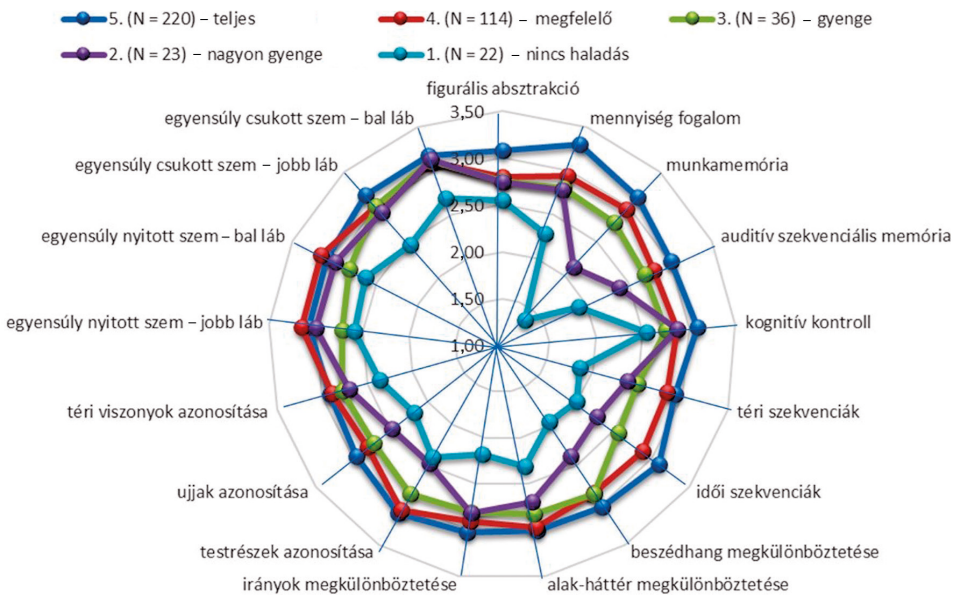 5. (N = 220) – teljes
4. (N = 114) – megfelelő
3. (N = 36) – gyenge
2. (N = 23) – nagyon gyenge
1. (N = 22) – nincs haladás
figurális absztrakció
mennyiség fogalom
munkamemória
auditív szekvenciális memória
kognitív kontroll
téri szekvenciák
idői szekvenciák
beszédhang megkülönböztetése
alak-háttér megkülönböztetése
irányok megkülönböztetése
testrészek azonosítása
ujjak azonosítása
téri viszonyok azonosítása
egyensúly nyitott szem – jobb láb
egyensúly nyitott szem – bal láb
egyensúly csukott szem – jobb láb
egyensúly csukott szem – bal láb
3,50
3,00
2,50
2,00
1,50
1,00